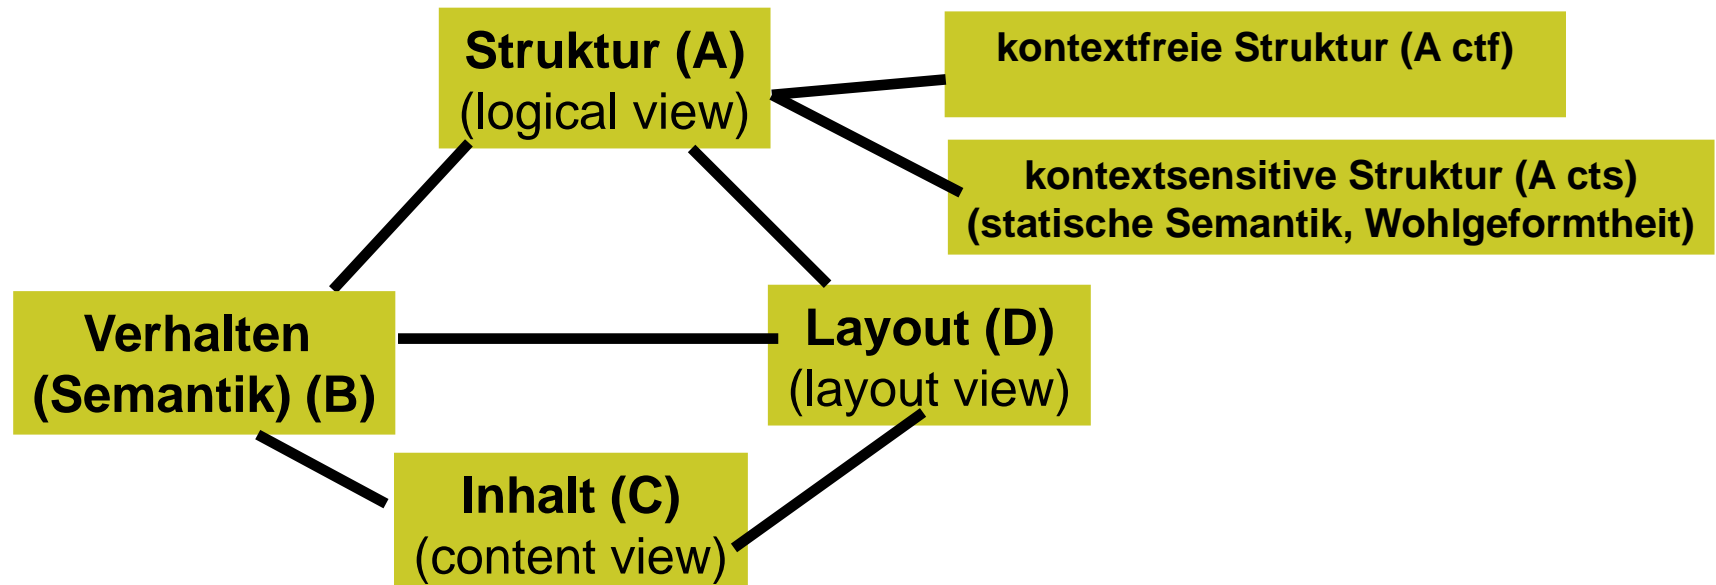 Struktur (A)
(logical view)
kontextfreie Struktur (A ctf)
kontextsensitive Struktur (A cts)
(statische Semantik, Wohlgeformtheit)
Verhalten
(Semantik) (B)
Layout (D)
(layout view)
Inhalt (C)
(content view)